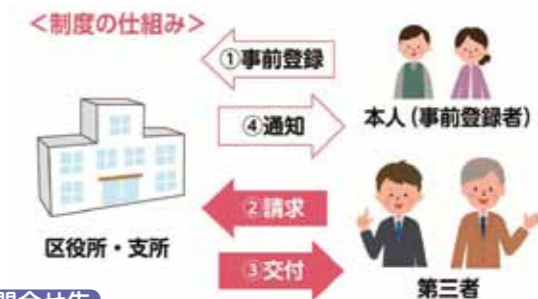 <制度の仕組み>
①事前登録
④通知
本人(事前登録者)
②請求
③交付
区役所・支所
第三者